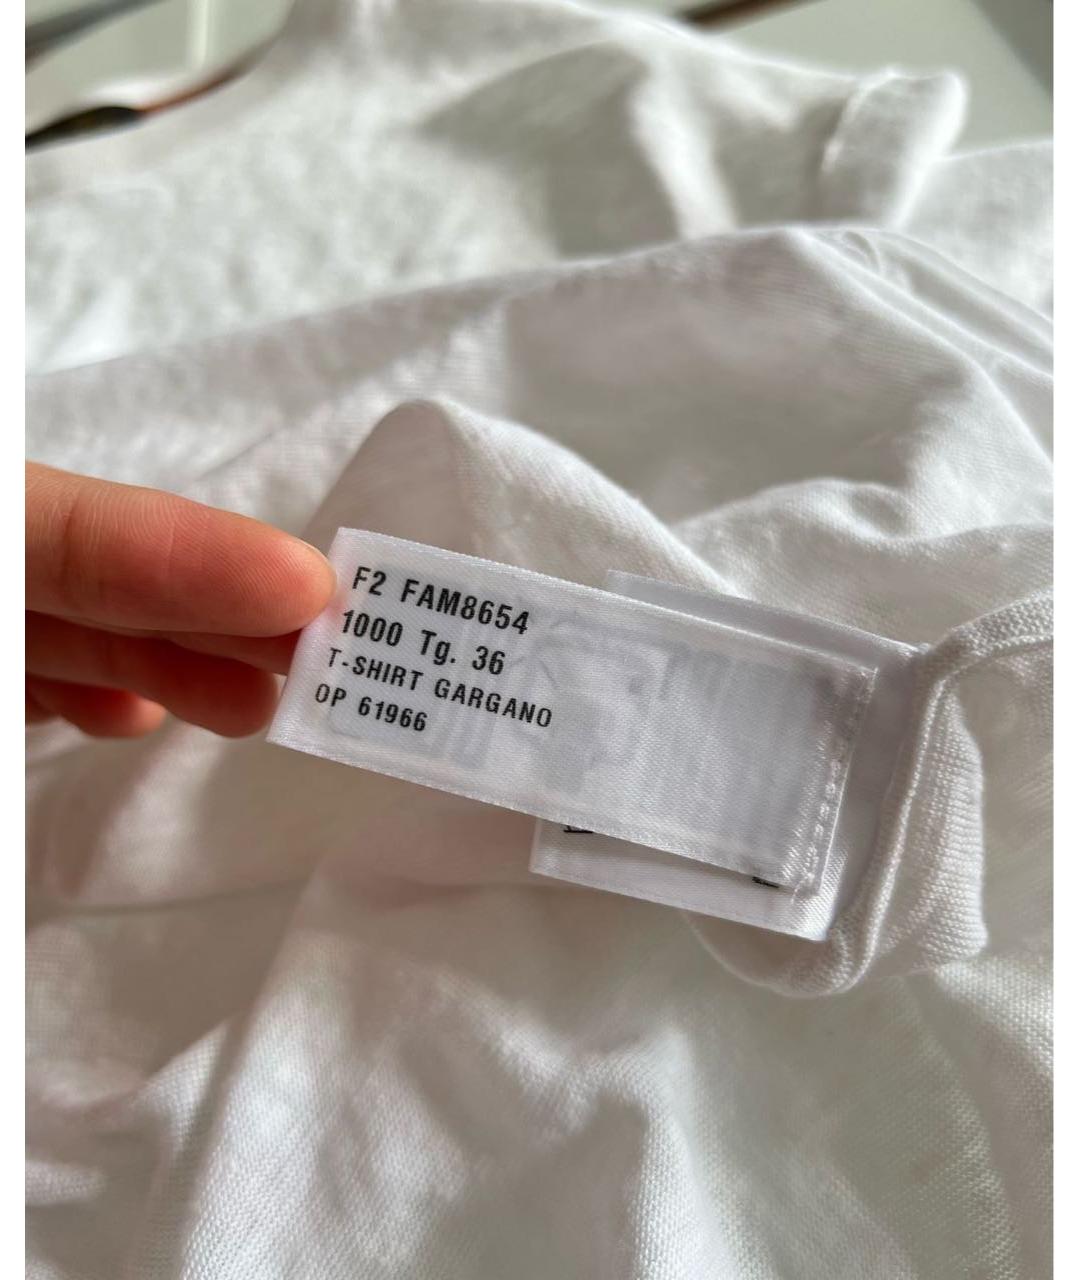 F2 FAM8654
1000 Tg. 36
T-SHIRT GARGANO
OP 61966